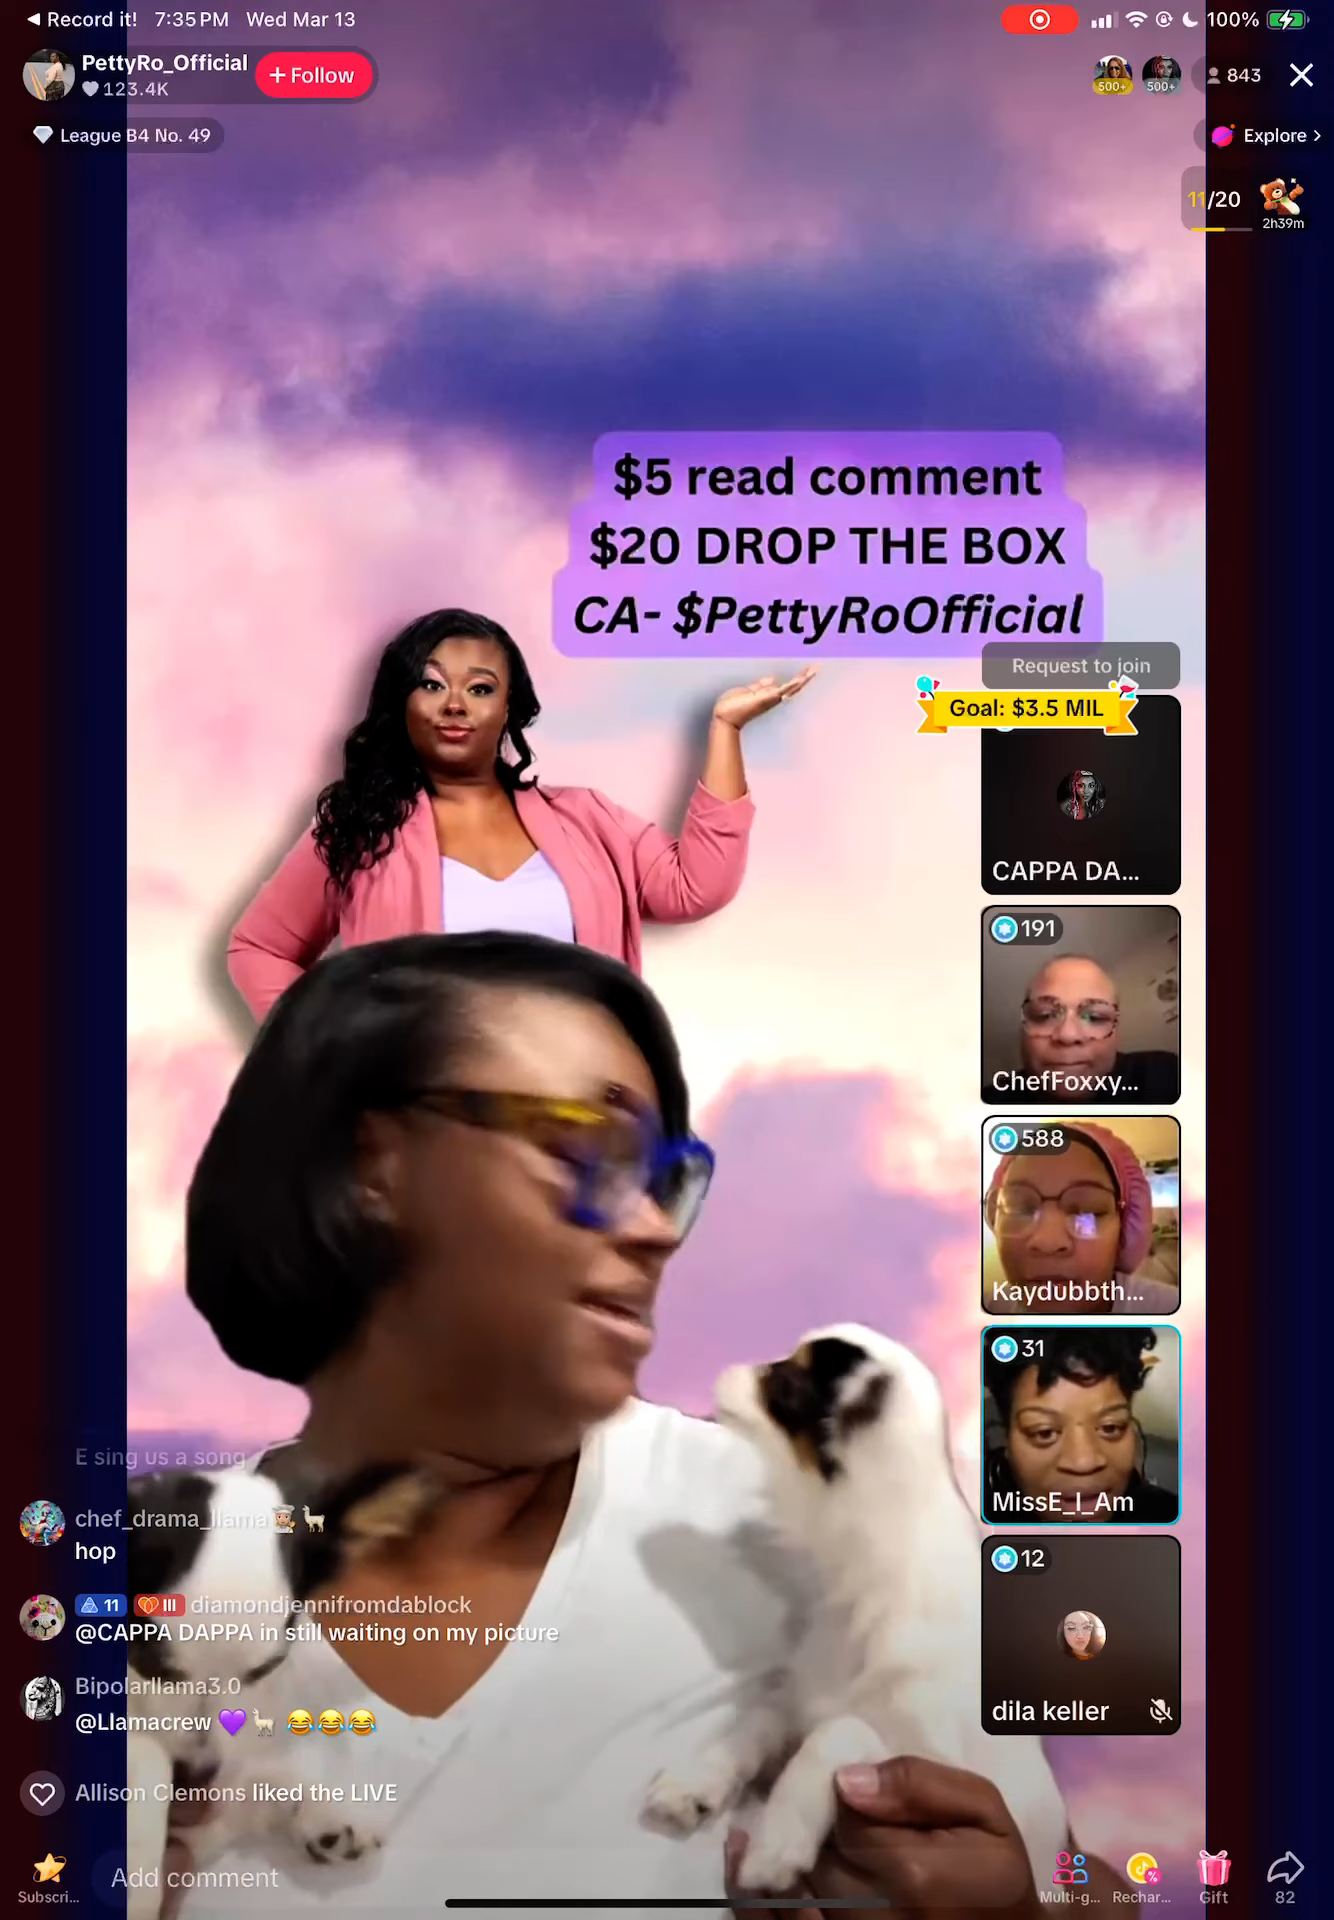 Record it! 7:35 PM Wed Mar 13
100%
PettyRo_Official
123.4K
+ Follow
500+
500+
843
League B4 No. 49
Explore >
11/20
2h39m
$5 read comment
$20 DROP THE BOX
CA- $PettyRoOfficial
Request to join
Goal: $3.5 MIL
CAPPA DA...
191
ChefFoxxy...
588
Kaydubbth...
31
MissE_I_Am
12
dila keller
E sing us a song
chef_drama_llama
hop
11 III diamondjennifromdablock
@CAPPA DAPPA in still waiting on my picture
Bipolarllama3.0
@Llamacrew 💜🦙 😂😂😂
Allison Clemons liked the LIVE
Add comment
Subscri...
Multi-g...
Rechar...
Gift
82